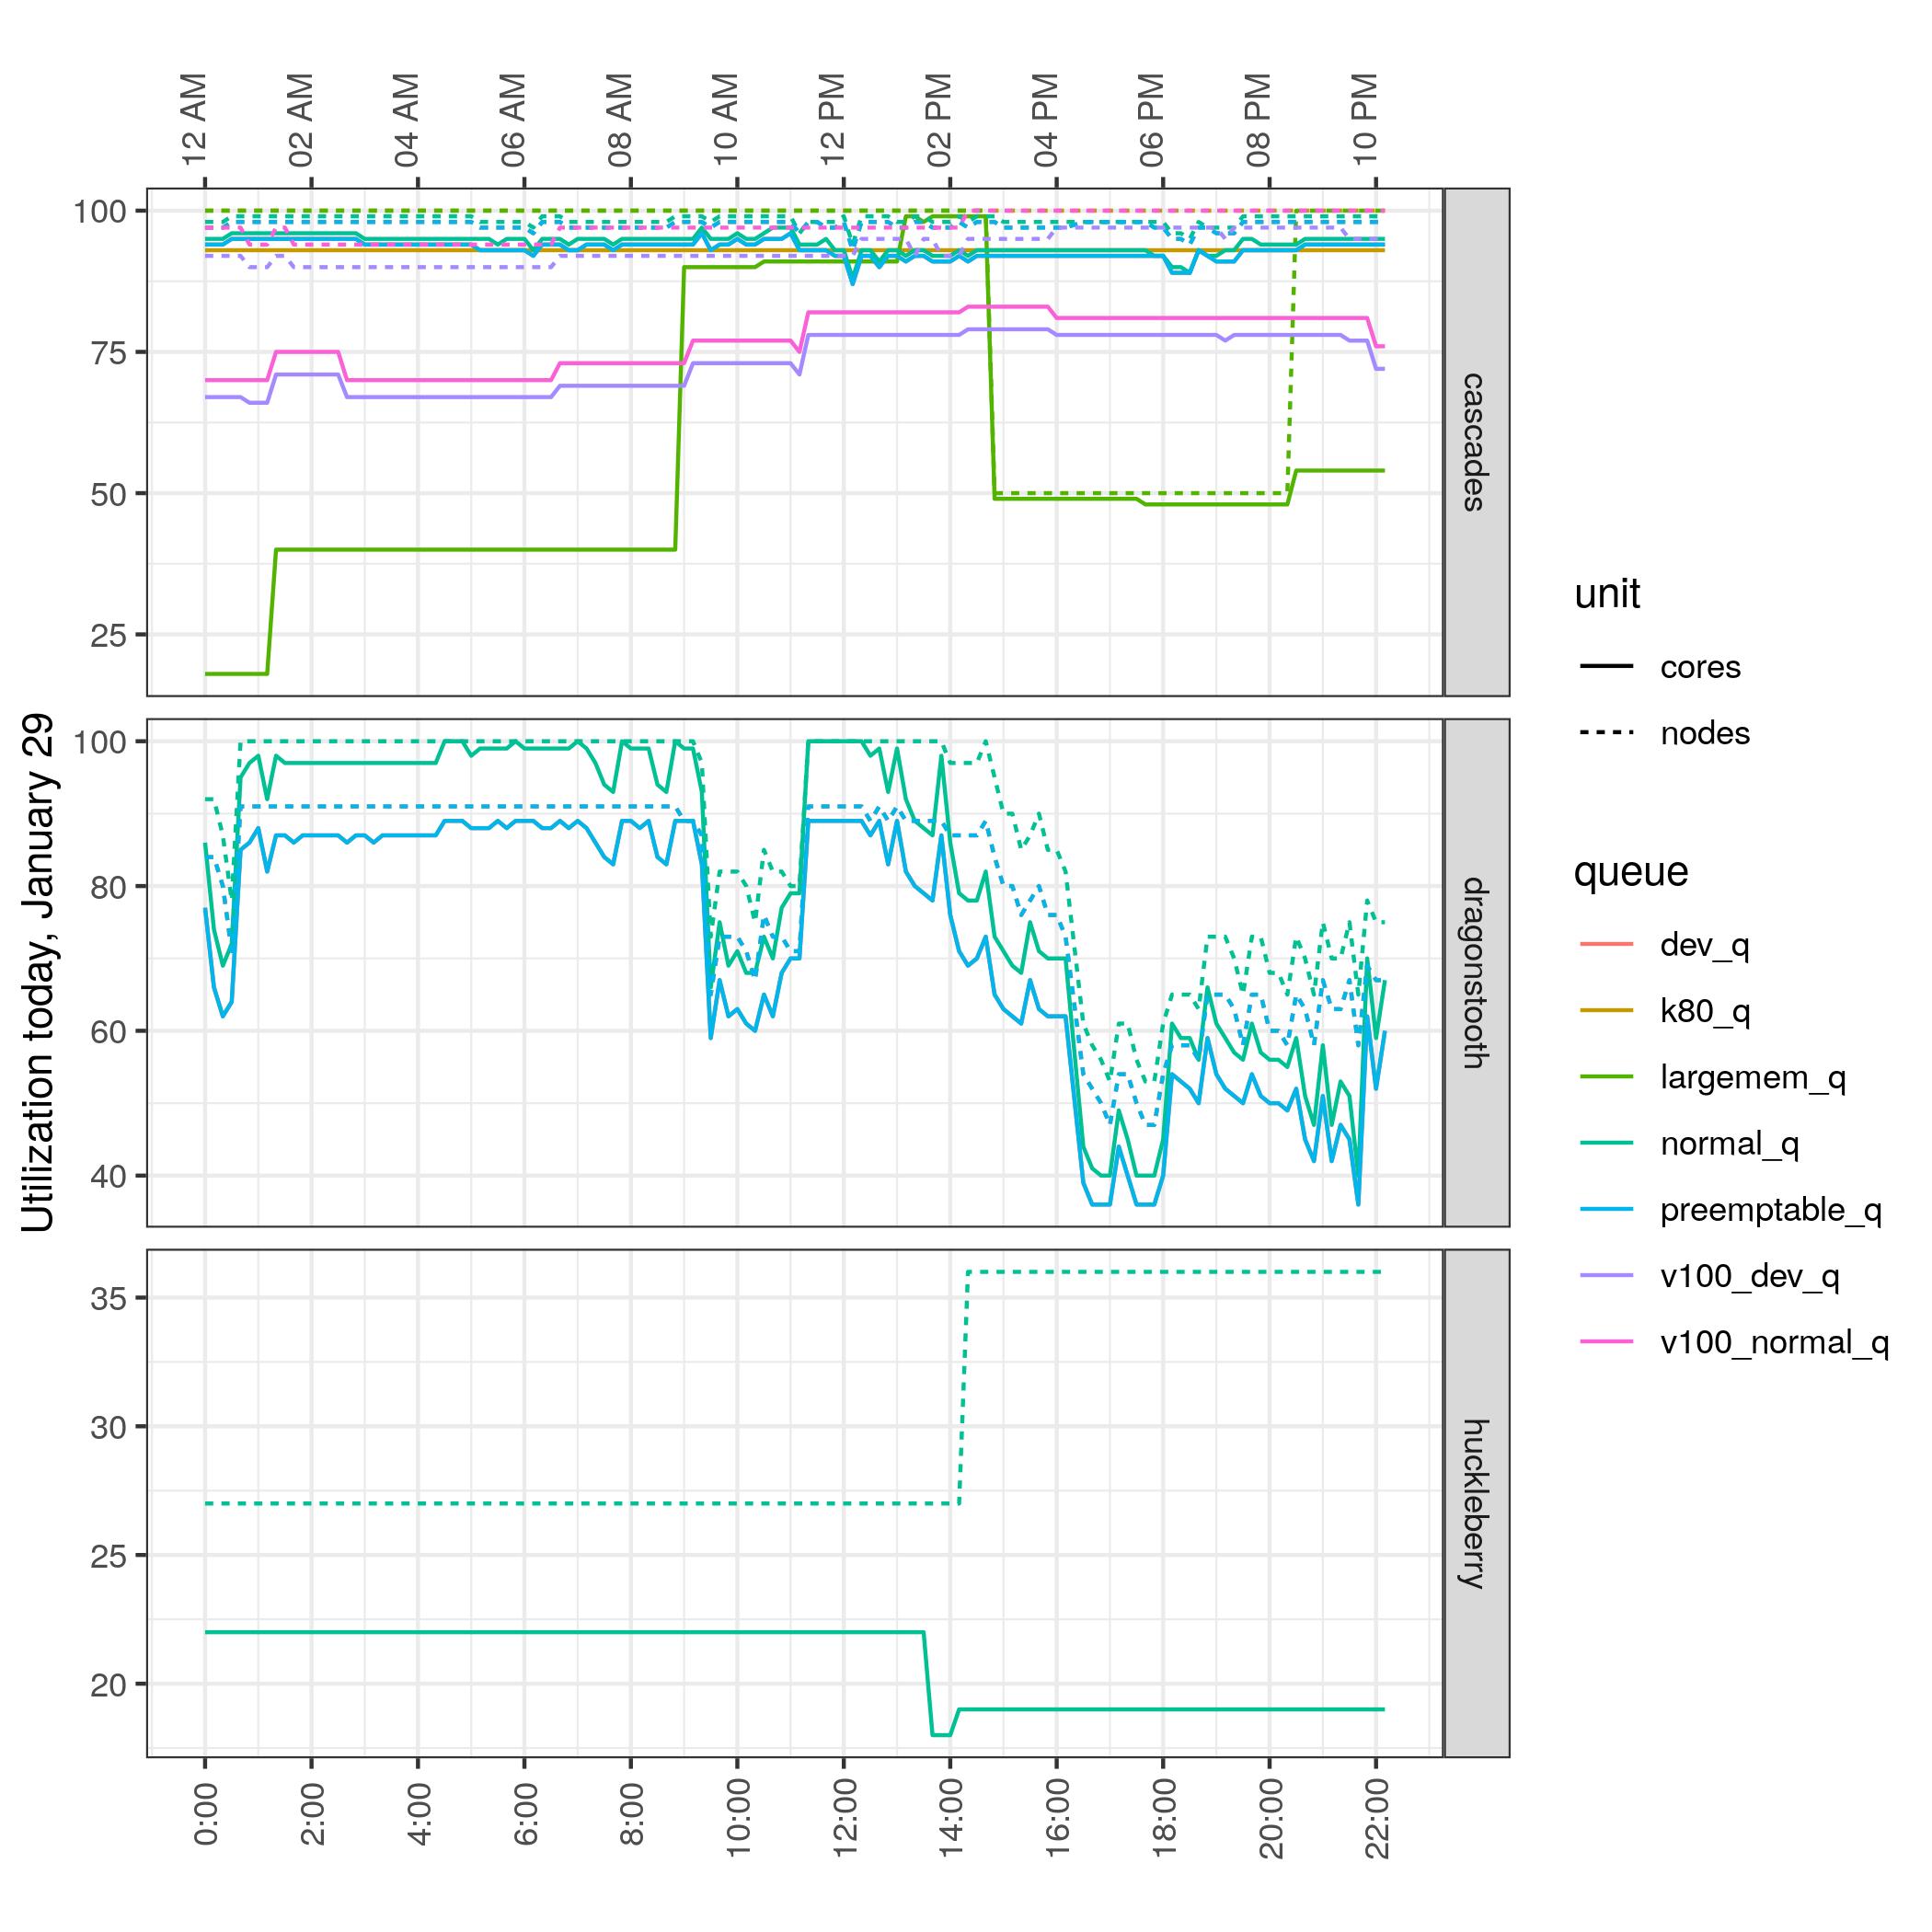 12 AM 02 AM 04 AM 06 AM 08 AM 10 AM 12 PM 02 PM 04 PM 06 PM 08 PM 10 PM
Utilization today, January 29
100
75
50
25
cascades
100
80
60
40
dragonstooth
35
30
25
20
huckleberry
0:00 2:00 4:00 6:00 8:00 10:00 12:00 14:00 16:00 18:00 20:00 22:00
unit
cores
nodes
queue
dev_q
k80_q
largemem_q
normal_q
preemptable_q
v100_dev_q
v100_normal_q